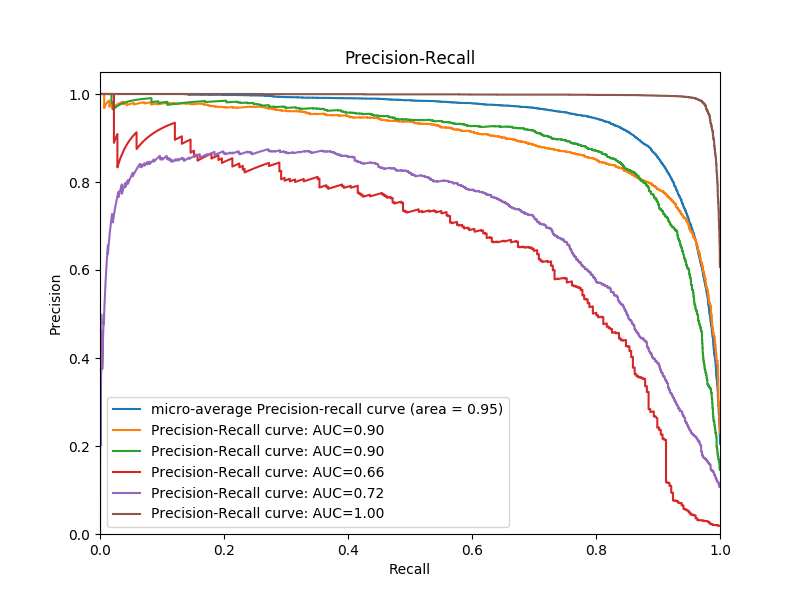 Precision-Recall
Precision
1.0
0.8
0.6
0.4
0.2
0.0
micro-average Precision-recall curve (area = 0.95)
Precision-Recall curve: AUC=0.90
Precision-Recall curve: AUC=0.90
Precision-Recall curve: AUC=0.66
Precision-Recall curve: AUC=0.72
Precision-Recall curve: AUC=1.00
0.0 0.2 0.4 0.6 0.8 1.0
Recall